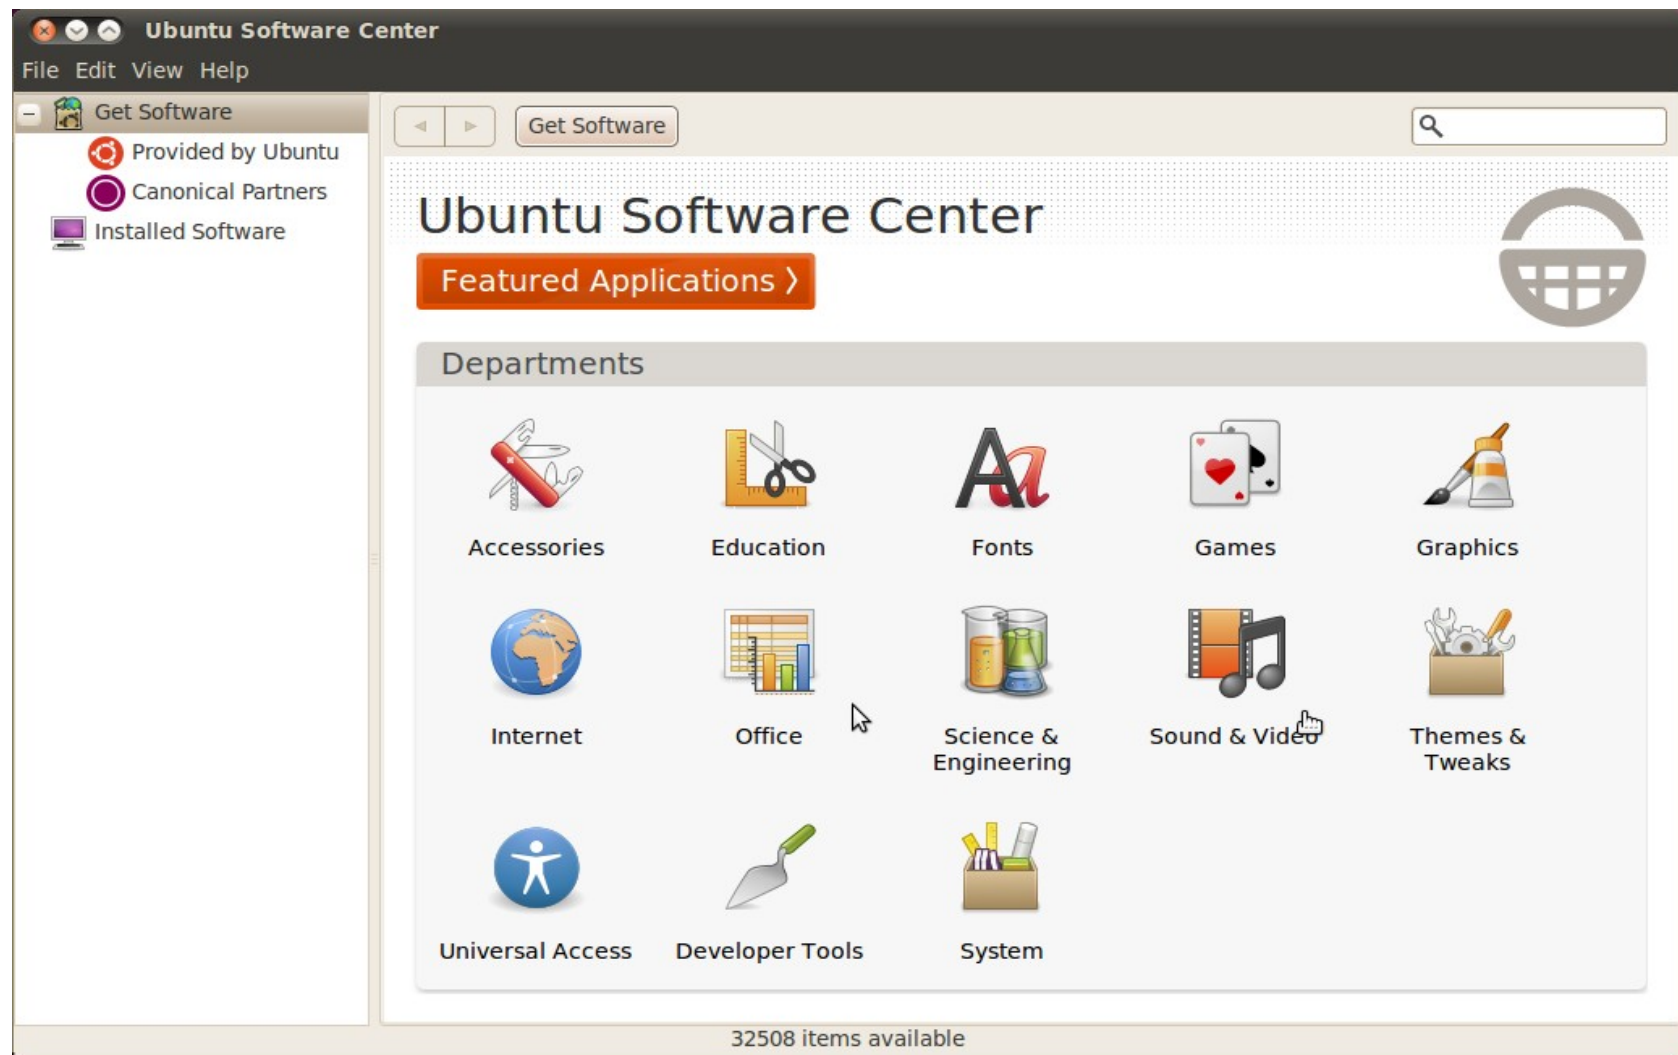 Ubuntu Software Center
File Edit View Help
Get Software
Provided by Ubuntu
Canonical Partners
Installed Software
Get Software
Ubuntu Software Center
Featured Applications ⟩
Departments
Accessories
Education
Fonts
Games
Graphics
Internet
Office
Science &
Engineering
Sound & Video
Themes &
Tweaks
Universal Access
Developer Tools
System
32508 items available